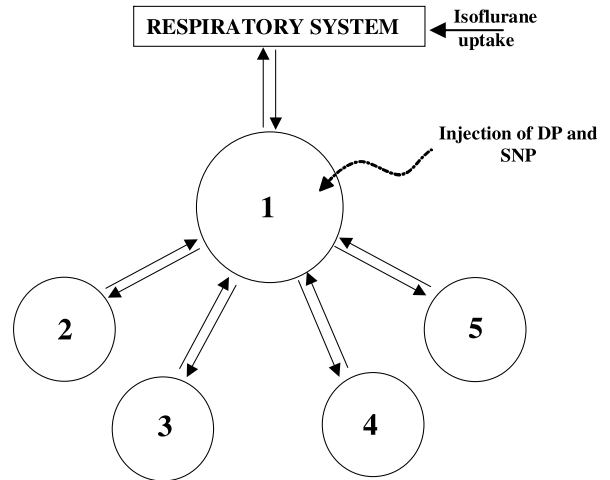 RESPIRATORY SYSTEM
Isoflurane
uptake
Injection of DP and
SNP
1
2
5
3
4